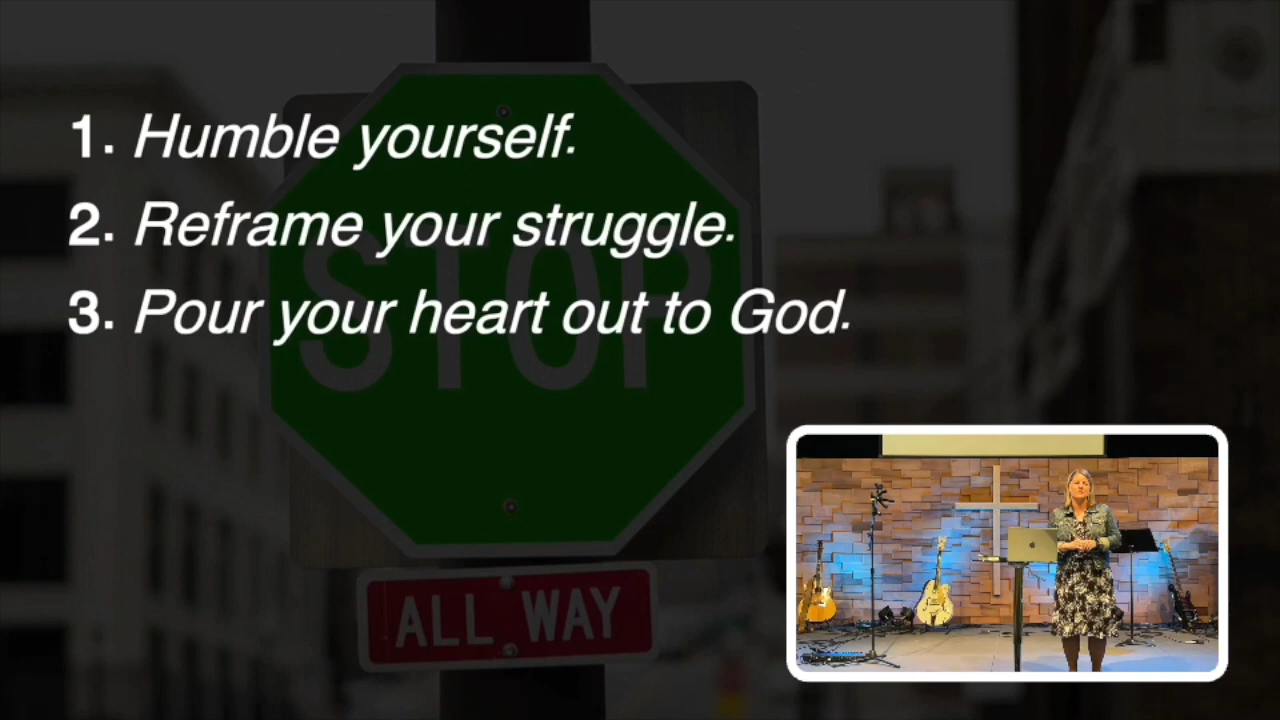 1. Humble yourself.
2. Reframe your struggle.
3. Pour your heart out to God.
STOP
ALL WAY